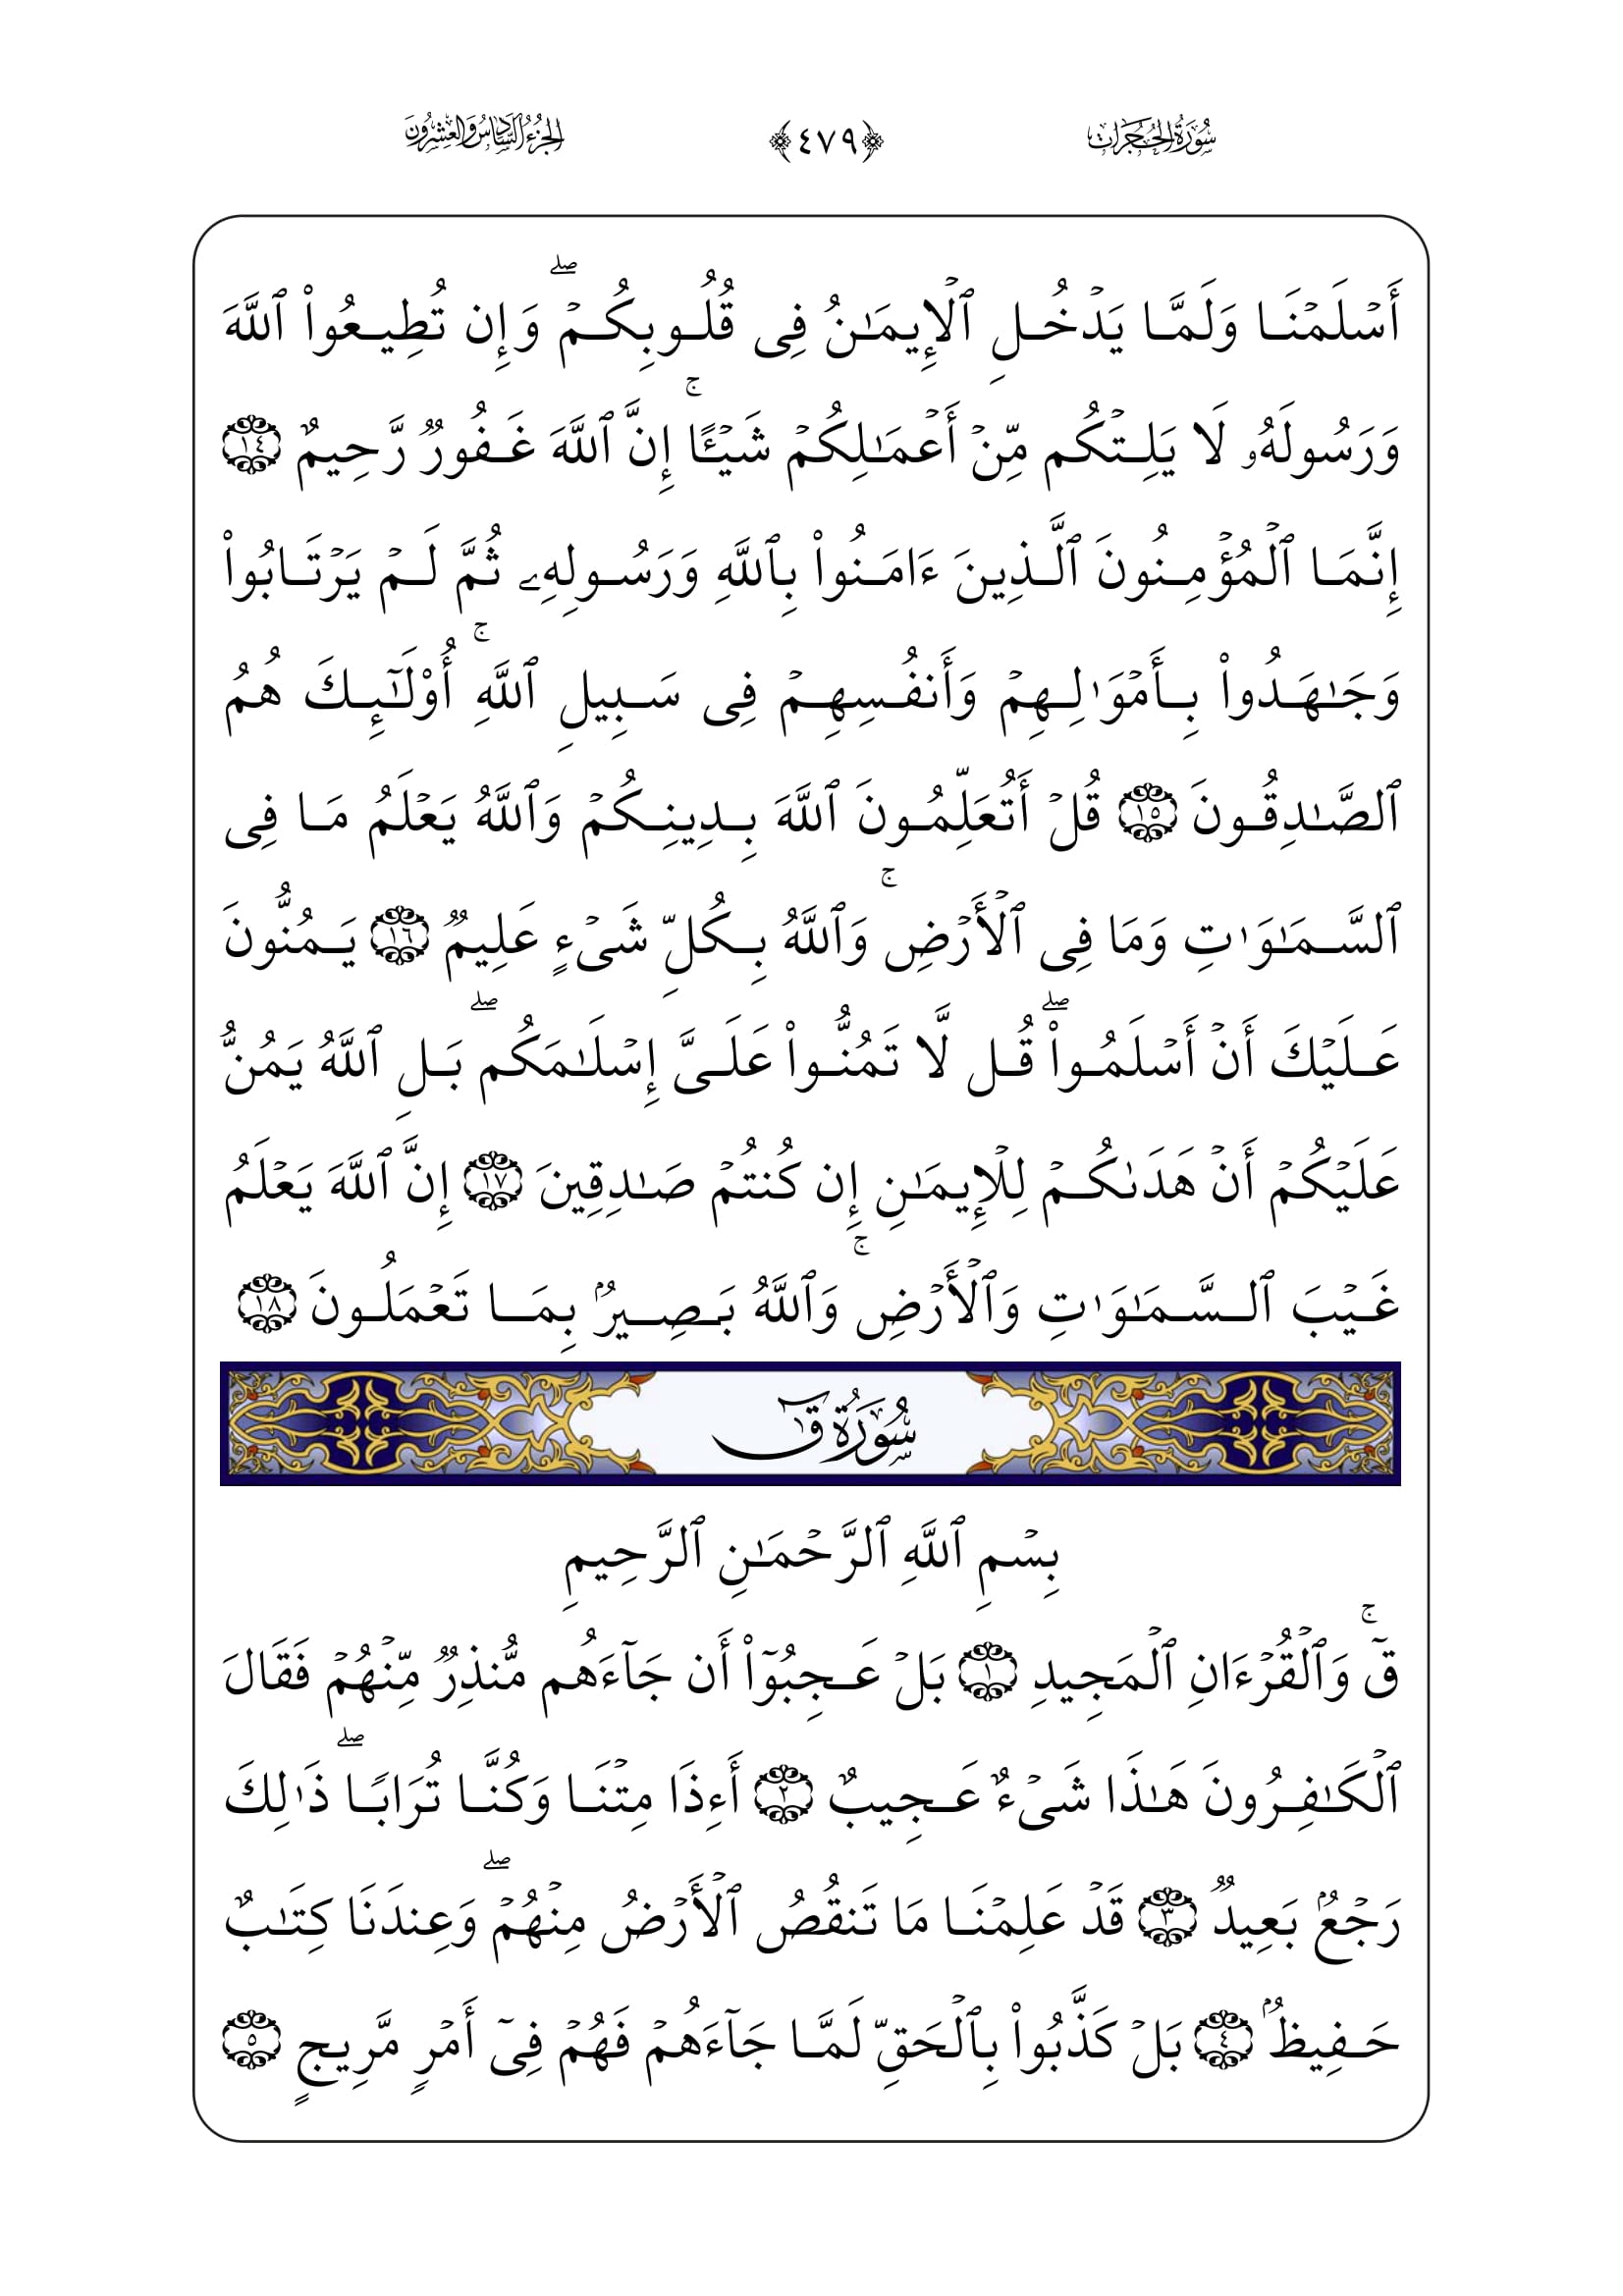 سُورَةُ الحُجُرَات ﴿٤٧٩﴾ الجُزْءُ السَّادِسُ وَالعِشْرُونَ
أَسۡلَمۡنَا وَلَمَّا يَدۡخُلِ ٱلۡإِيمَٰنُ فِى قُلُوبِكُمۡۖ وَإِن تُطِيعُوا۟ ٱللَّهَ
وَرَسُولَهُۥ لَا يَلِتۡكُم مِّنۡ أَعۡمَٰلِكُمۡ شَيۡـًٔاۚ إِنَّ ٱللَّهَ غَفُورٌ رَّحِيمٌ ١٤
إِنَّمَا ٱلۡمُؤۡمِنُونَ ٱلَّذِينَ ءَامَنُوا۟ بِٱللَّهِ وَرَسُولِهِۦ ثُمَّ لَمۡ يَرۡتَابُوا۟
وَجَٰهَدُوا۟ بِأَمۡوَٰلِهِمۡ وَأَنفُسِهِمۡ فِى سَبِيلِ ٱللَّهِۚ أُو۟لَٰٓئِكَ هُمُ
ٱلصَّٰدِقُونَ ١٥ قُلۡ أَتُعَلِّمُونَ ٱللَّهَ بِدِينِكُمۡ وَٱللَّهُ يَعۡلَمُ مَا فِى
ٱلسَّمَٰوَٰتِ وَمَا فِى ٱلۡأَرۡضِۚ وَٱللَّهُ بِكُلِّ شَىۡءٍ عَلِيمٌ ١٦ يَمُنُّونَ
عَلَيۡكَ أَنۡ أَسۡلَمُوا۟ۖ قُل لَّا تَمُنُّوا۟ عَلَىَّ إِسۡلَٰمَكُمۖ بَلِ ٱللَّهُ يَمُنُّ
عَلَيۡكُمۡ أَنۡ هَدَىٰكُمۡ لِلۡإِيمَٰنِ إِن كُنتُمۡ صَٰدِقِينَ ١٧ إِنَّ ٱللَّهَ يَعۡلَمُ
غَيۡبَ ٱلسَّمَٰوَٰتِ وَٱلۡأَرۡضِۚ وَٱللَّهُ بَصِيرُۢ بِمَا تَعۡمَلُونَ ١٨
سُورَةُ قٓ
بِسۡمِ ٱللَّهِ ٱلرَّحۡمَٰنِ ٱلرَّحِيمِ
قٓۚ وَٱلۡقُرۡءَانِ ٱلۡمَجِيدِ ١ بَلۡ عَجِبُوٓا۟ أَن جَآءَهُم مُّنذِرٌ مِّنۡهُمۡ فَقَالَ
ٱلۡكَٰفِرُونَ هَٰذَا شَىۡءٌ عَجِيبٌ ٢ أَءِذَا مِتۡنَا وَكُنَّا تُرَابًاۖ ذَٰلِكَ
رَجۡعُۢ بَعِيدٌ ٣ قَدۡ عَلِمۡنَا مَا تَنقُصُ ٱلۡأَرۡضُ مِنۡهُمۡۖ وَعِندَنَا كِتَٰبٌ
حَفِيظُۢ ٤ بَلۡ كَذَّبُوا۟ بِٱلۡحَقِّ لَمَّا جَآءَهُمۡ فَهُمۡ فِىٓ أَمۡرٍ مَّرِيجٍ ٥